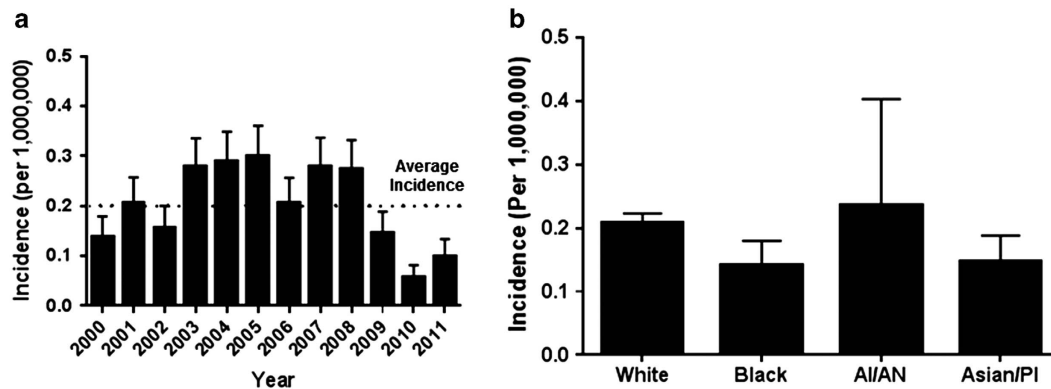 a
Incidence (per 1,000,000)
0.5
0.4
0.3
0.2
0.1
0.0
Average
Incidence
2000 2001 2002 2003 2004 2005 2006 2007 2008 2009 2010 2011
Year
b
Incidence (Per 1,000,000)
0.5
0.4
0.3
0.2
0.1
0.0
White Black AI/AN Asian/PI